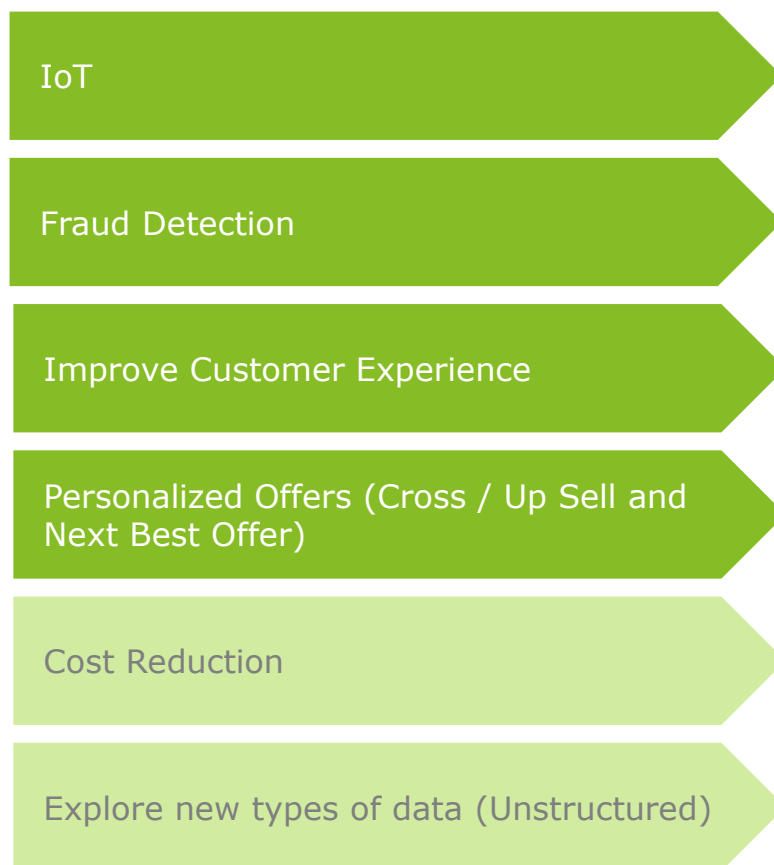 IoT
Fraud Detection
Improve Customer Experience
Personalized Offers (Cross / Up Sell and
Next Best Offer)
Cost Reduction
Explore new types of data (Unstructured)